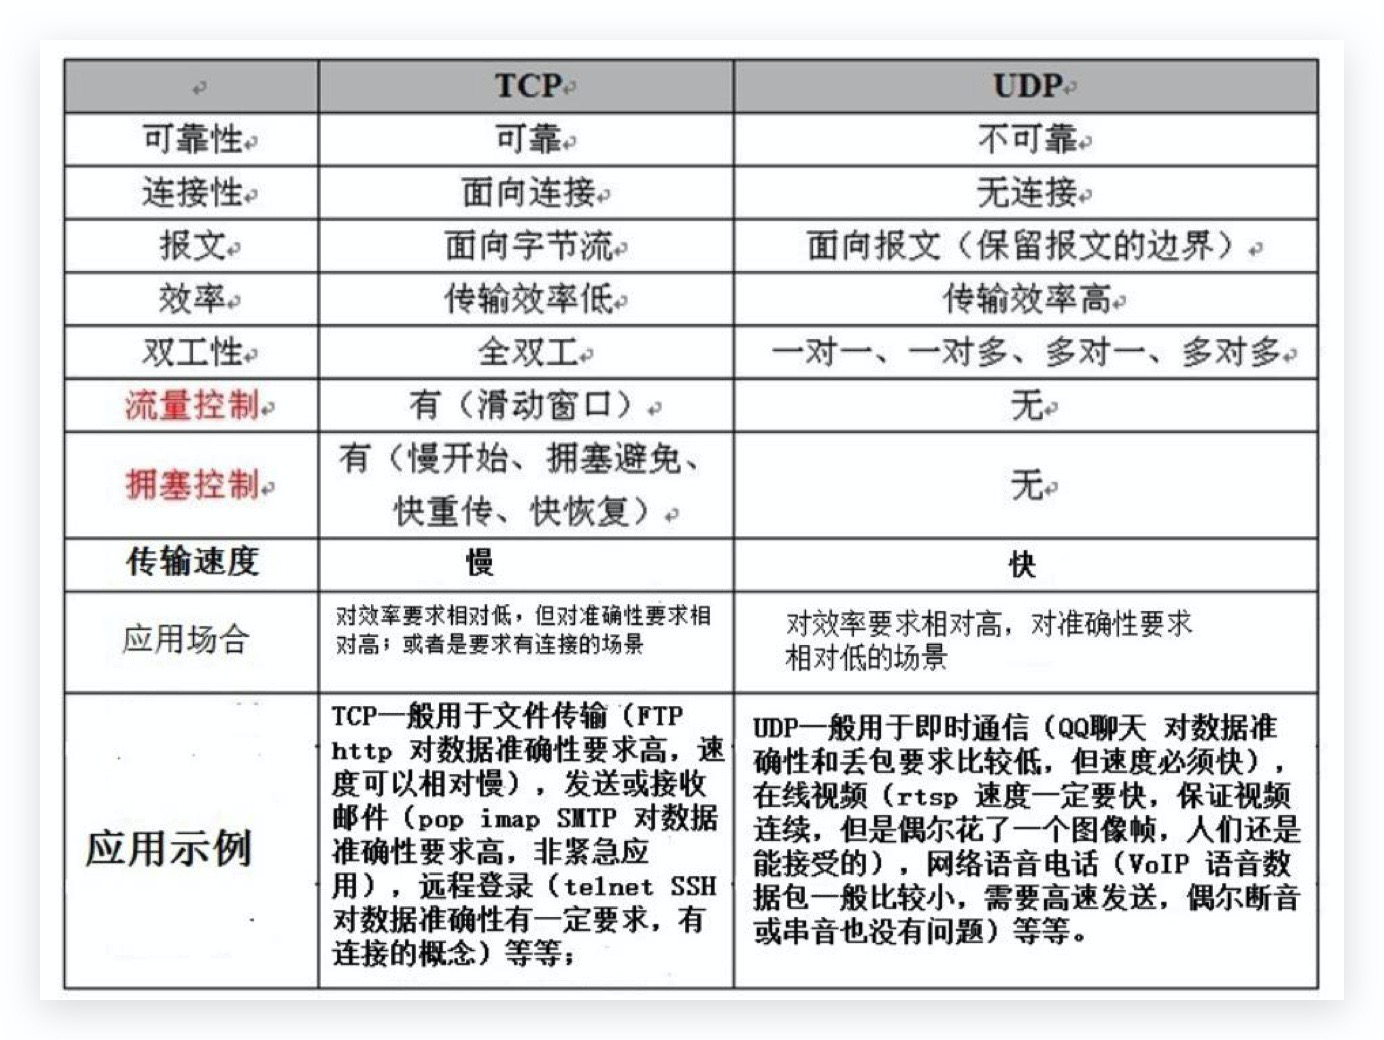 TCP UDP
可靠性 可靠 不可靠
连接性 面向连接 无连接
报文 面向字节流 面向报文（保留报文的边界）
效率 传输效率低 传输效率高
双工性 全双工 一对一、一对多、多对一、多对多
流量控制 有（滑动窗口） 无
拥塞控制 有（慢开始、拥塞避免、
快重传、快恢复） 无
传输速度 慢 快
应用场合
对效率要求相对低，但对准确性要求相
对高；或者是要求有连接的场景
对效率要求相对高，对准确性要求
相对低的场景
应用示例
TCP一般用于文件传输（FTP
http 对数据准确性要求高，速
度可以相对慢），发送或接收
邮件（pop imap SMTP 对数据
准确性要求高，非紧急应
用），远程登录（telnet SSH
对数据准确性有一定要求，有
连接的概念）等等；
UDP一般用于即时通信（QQ聊天 对数据准
确性和丢包要求比较低，但速度必须快），
在线视频（rtsp 速度一定要快，保证视频
连续，但是偶尔花了一个图像帧，人们还是
能接受的），网络语音电话（VoIP 语音数
据包一般比较小，需要高速发送，偶尔断音
或串音也没有问题）等等。